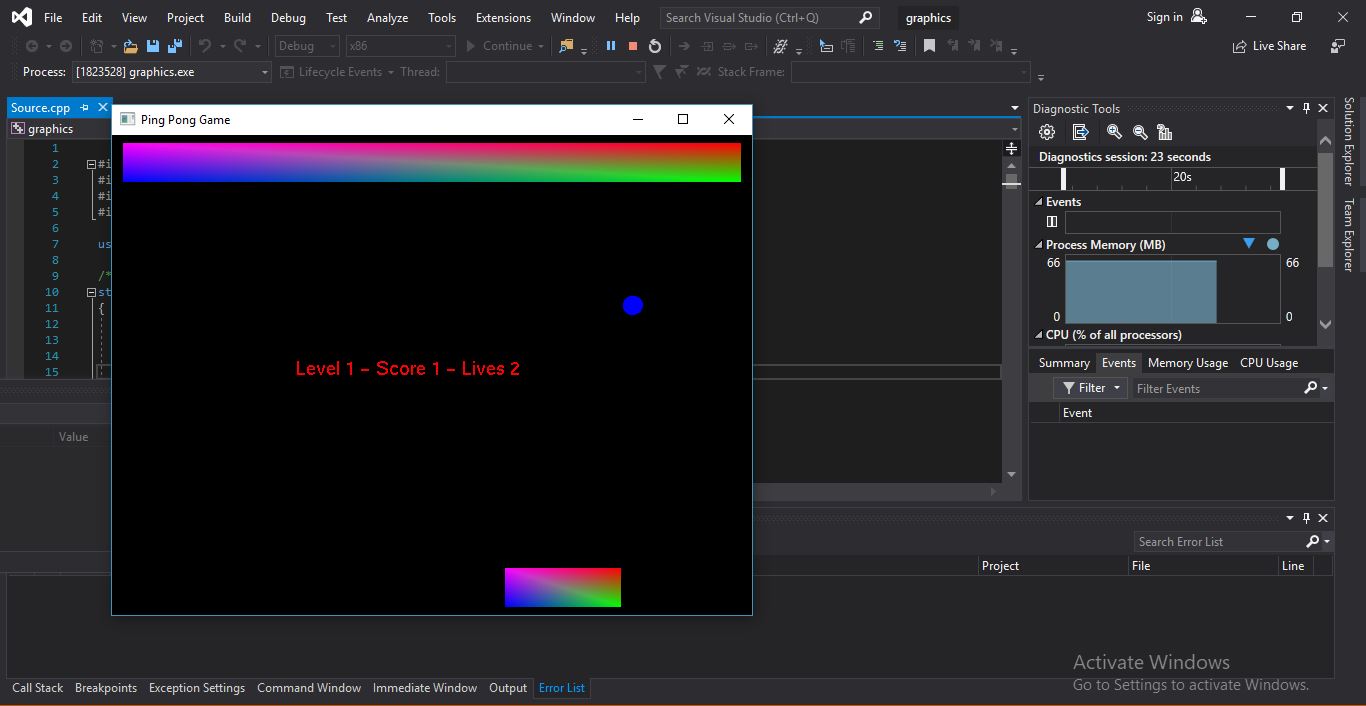 File Edit View Project Build Debug Test Analyze Tools Extensions Window Help Search Visual Studio (Ctrl+Q) graphics Sign in
Debug x86 Continue Live Share
Process: [1823528] graphics.exe Lifecycle Events Thread: Stack Frame:
Source.cpp
graphics
Ping Pong Game
1
2 #i
3 #i
4 #i
5 #i
6
7 us
8
9 /*
10 st
11 {
12
13
14
15
Level 1 - Score 1 - Lives 2
Value
Diagnostic Tools
Diagnostics session: 23 seconds
20s
Events
Process Memory (MB)
66 66
0 0
CPU (% of all processors)
Summary Events Memory Usage CPU Usage
Filter Filter Events
Event
Solution Explorer
Team Explorer
Search Error List
Project File Line
Activate Windows
Go to Settings to activate Windows.
Call Stack Breakpoints Exception Settings Command Window Immediate Window Output Error List